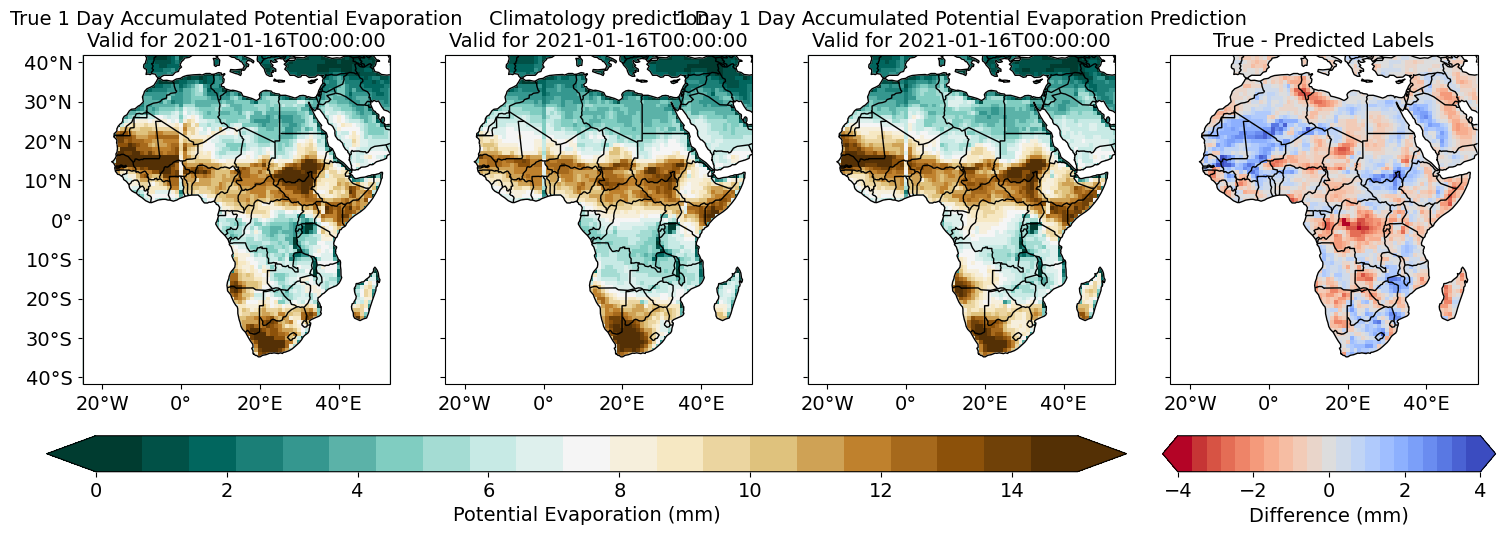 True 1 Day Accumulated Potential Evaporation
Valid for 2021-01-16T00:00:00
Climatology prediction
Valid for 2021-01-16T00:00:00
1 Day 1 Day Accumulated Potential Evaporation Prediction
Valid for 2021-01-16T00:00:00
True - Predicted Labels
40°N
30°N
20°N
10°N
0°
10°S
20°S
30°S
40°S
20°W 0° 20°E 40°E
20°W 0° 20°E 40°E
20°W 0° 20°E 40°E
20°W 0° 20°E 40°E
0 2 4 6 8 10 12 14
Potential Evaporation (mm)
−4 −2 0 2 4
Difference (mm)